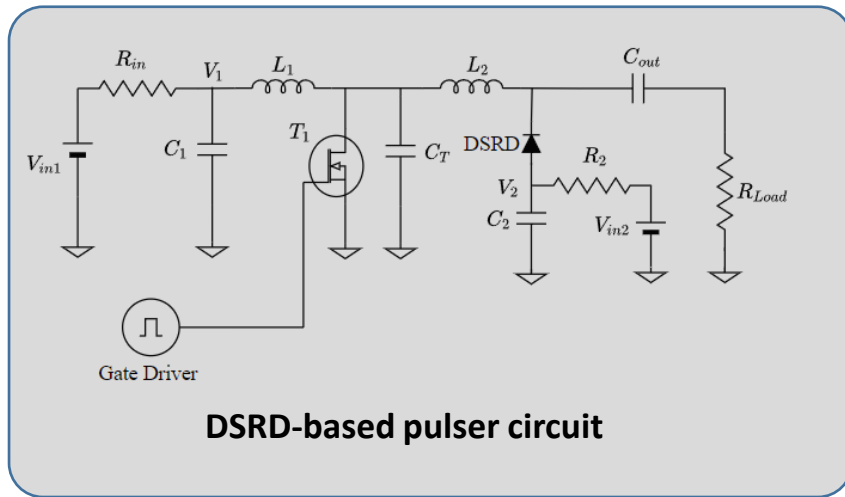 R_in
V_1
L_1
L_2
C_out
T_1
DSRD
V_in1
C_1
C_T
V_2
R_2
C_2
V_in2
R_Load
Gate Driver
DSRD-based pulser circuit